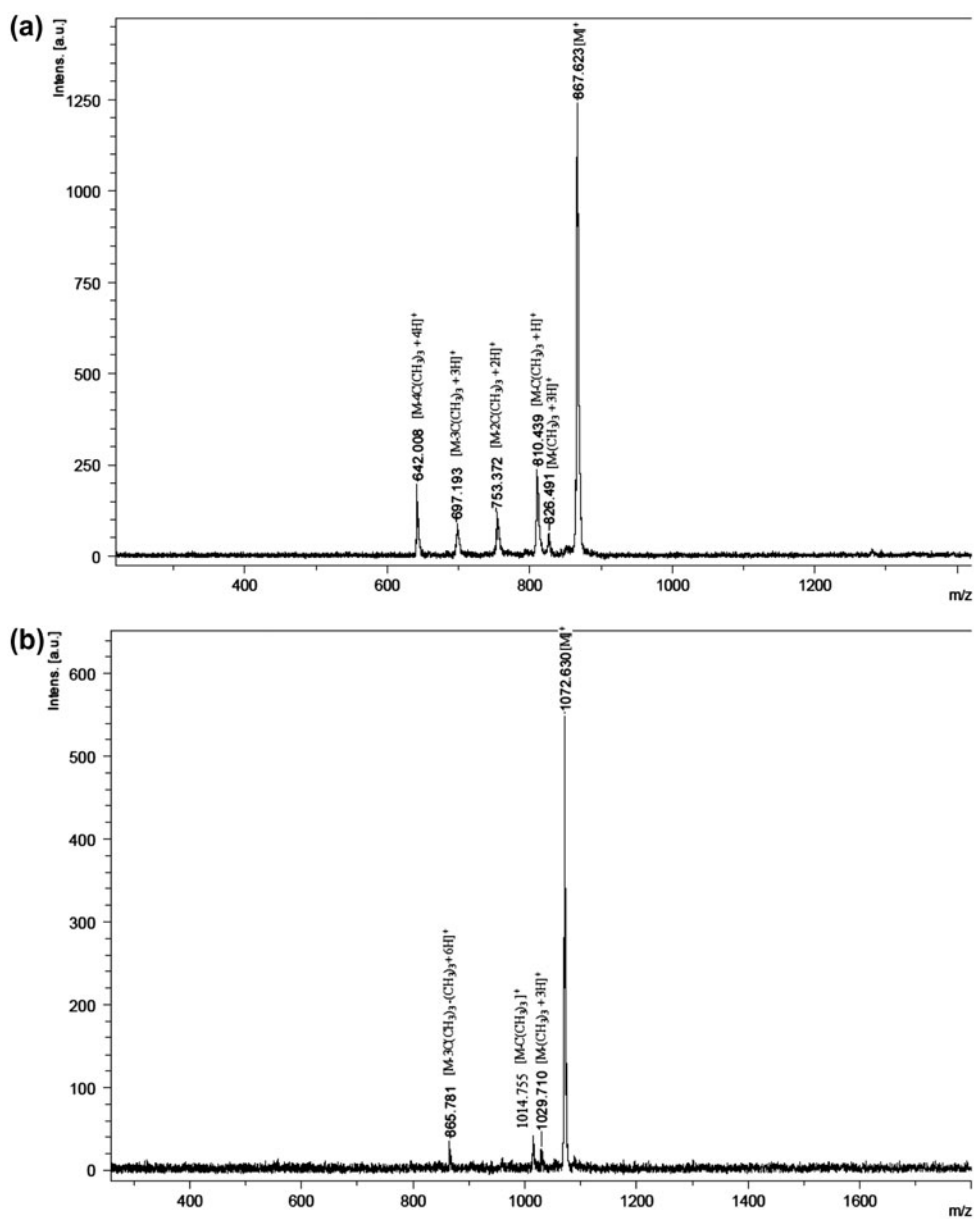 (a)
Intens. [a.u.]
1250
1000
750
500
250
0
642.008 [M-4C(CH3)3 + 4H]+
697.193 [M-3C(CH3)3 + 3H]+
753.372 [M-2C(CH3)3 + 2H]+
810.439 [M-C(CH3)3 + H]+
826.491 [M-(CH3)3 + 3H]+
867.623 [M]+
400 600 800 1000 1200
m/z
(b)
Intens. [a.u.]
600
500
400
300
200
100
0
865.781 [M-3C(CH3)3-(CH3)3+6H]+
1014.755 [M-C(CH3)3]+
1029.710 [M-(CH3)3 + 3H]+
1072.630 [M]+
400 600 800 1000 1200 1400 1600
m/z